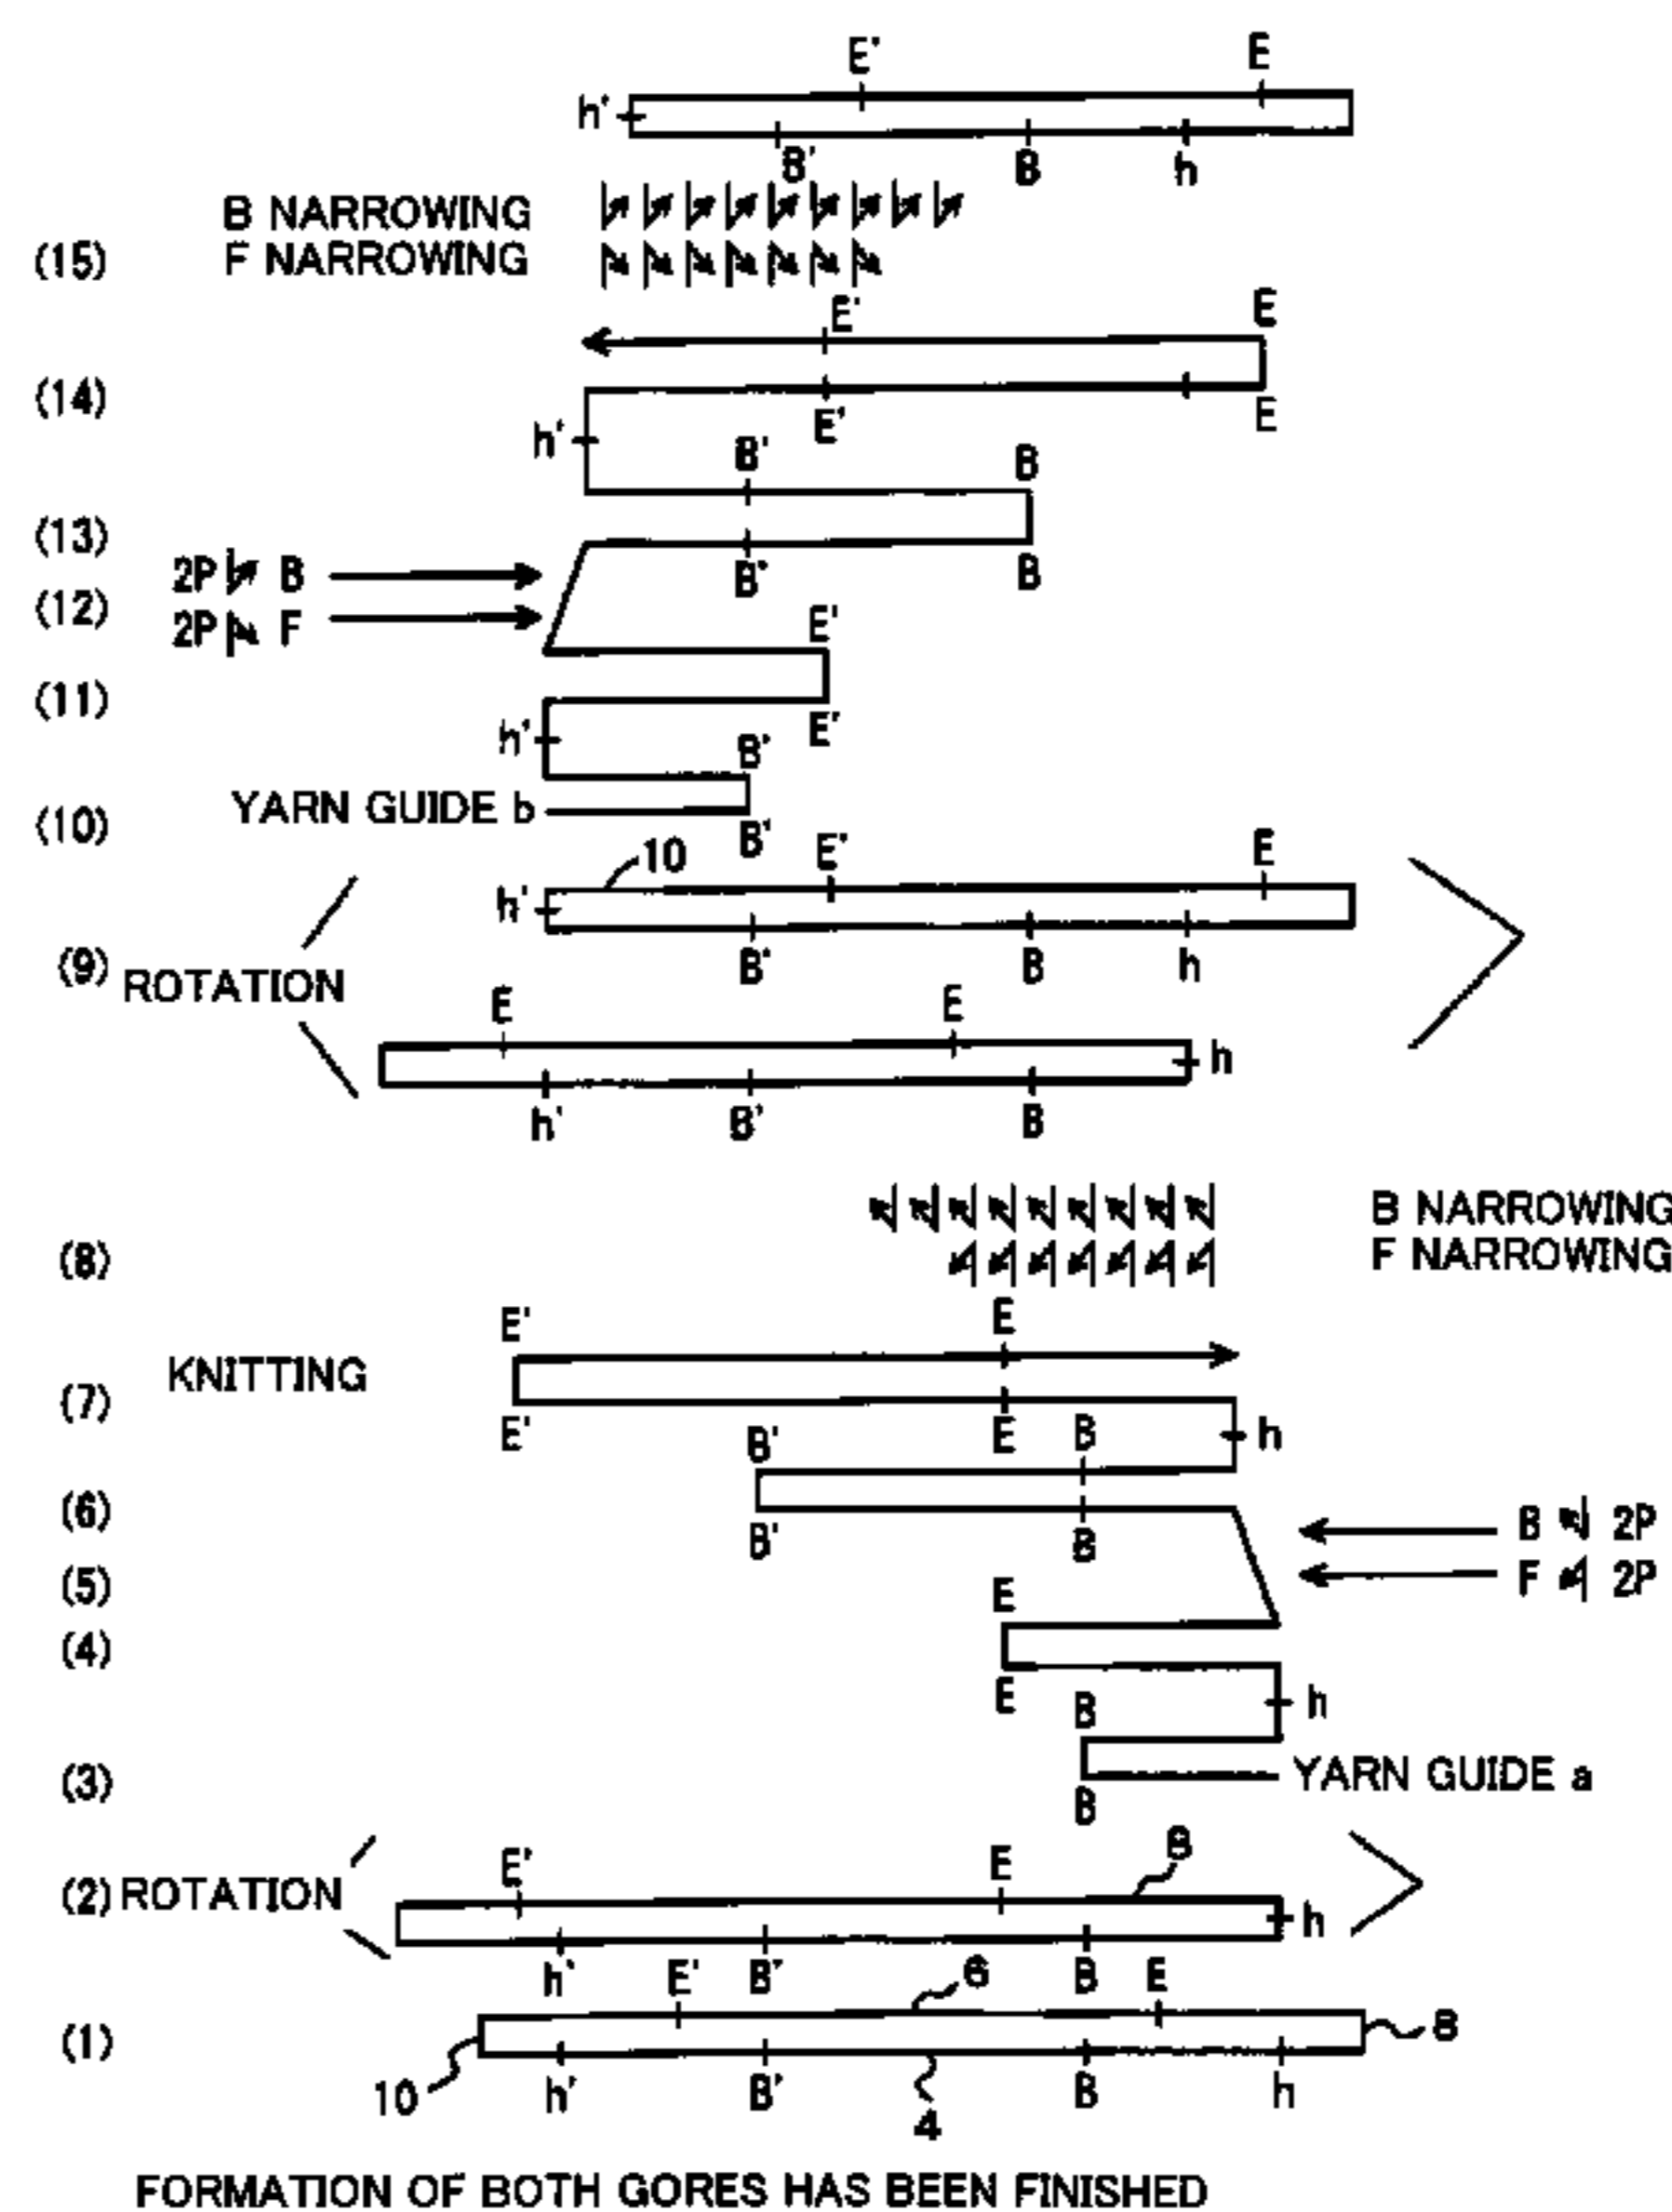 E' E
h'
B' B h
B NARROWING
(15) F NARROWING
E' E
(14)
E' E
h'
B' B
(13)
2P B
B' B
(12)
2P F
E'
(11)
E'
h'
B'
YARN GUIDE b
(10)
B'
10 E' E
h'
(9) ROTATION
B' B h
E E
h
h' B' B
B NARROWING
(8) F NARROWING
E' E
KNITTING
(7)
E' E B h
B'
(6)
B' B
B 2P
(5)
F 2P
E
(4)
E B h
(3) YARN GUIDE a
B
E' E 8
(2) ROTATION h
h' B' B
E' 6 E
(1) 8
10 h' B' 4 B h
FORMATION OF BOTH GORES HAS BEEN FINISHED